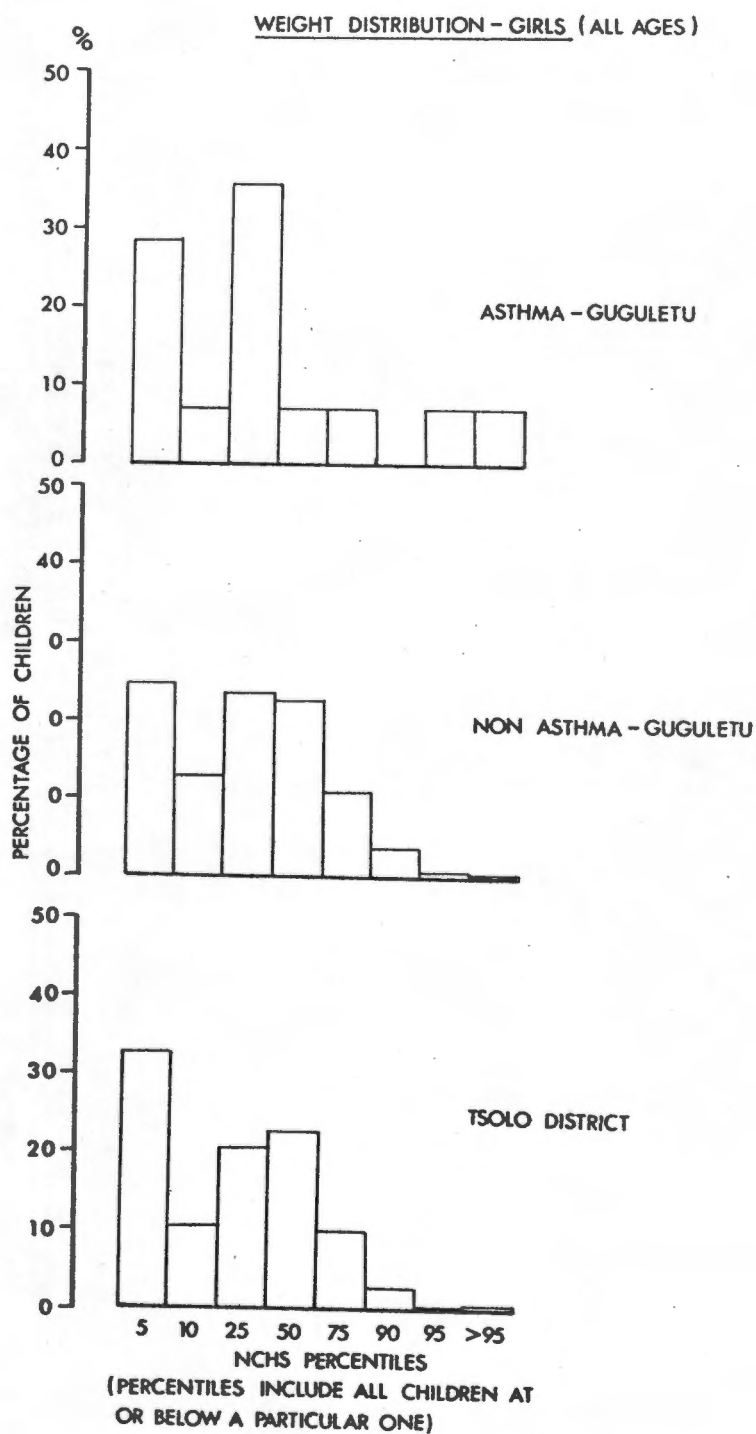 WEIGHT DISTRIBUTION - GIRLS (ALL AGES)
%
50
40
30
20
10
0
ASTHMA - GUGULETU
PERCENTAGE OF CHILDREN
50
40
0
0
0
0
NON ASTHMA - GUGULETU
50
40
30
20
10
0
TSOLO DISTRICT
5 10 25 50 75 90 95 >95
NCHS PERCENTILES
(PERCENTILES INCLUDE ALL CHILDREN AT
OR BELOW A PARTICULAR ONE)